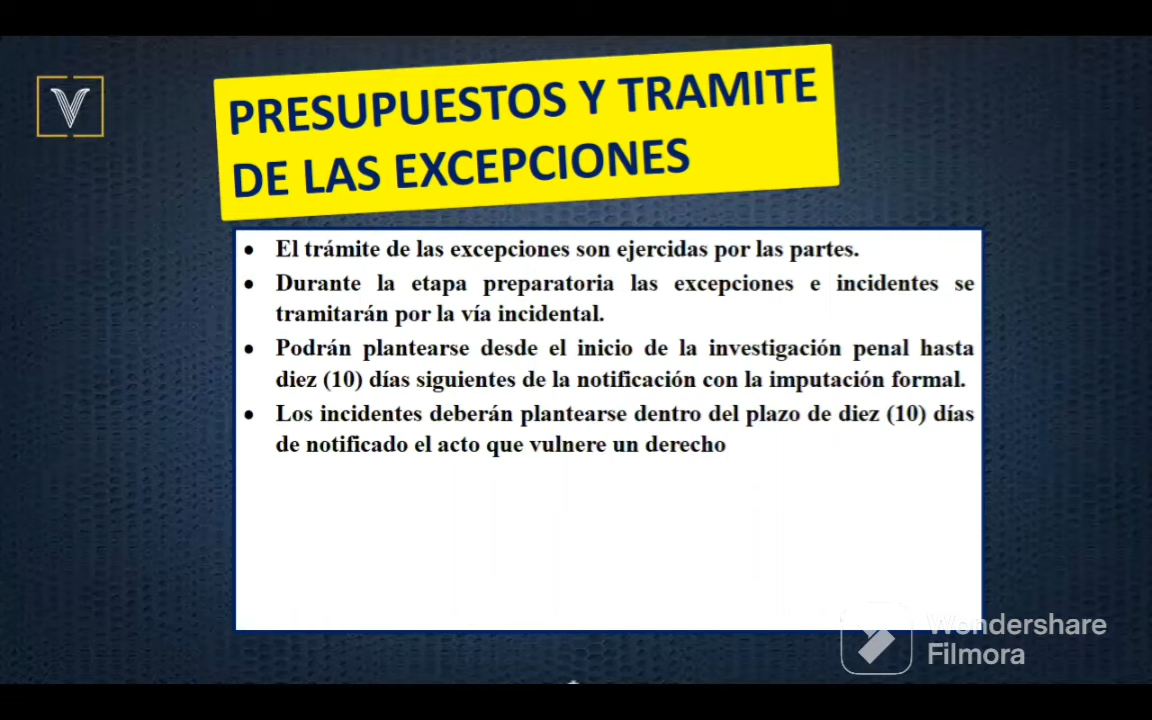 V
PRESUPUESTOS Y TRAMITE
DE LAS EXCEPCIONES
• El trámite de las excepciones son ejercidas por las partes.
• Durante la etapa preparatoria las excepciones e incidentes se
tramitarán por la vía incidental.
• Podrán plantearse desde el inicio de la investigación penal hasta
diez (10) días siguientes de la notificación con la imputación formal.
• Los incidentes deberán plantearse dentro del plazo de diez (10) días
de notificado el acto que vulnere un derecho
Wondershare
Filmora